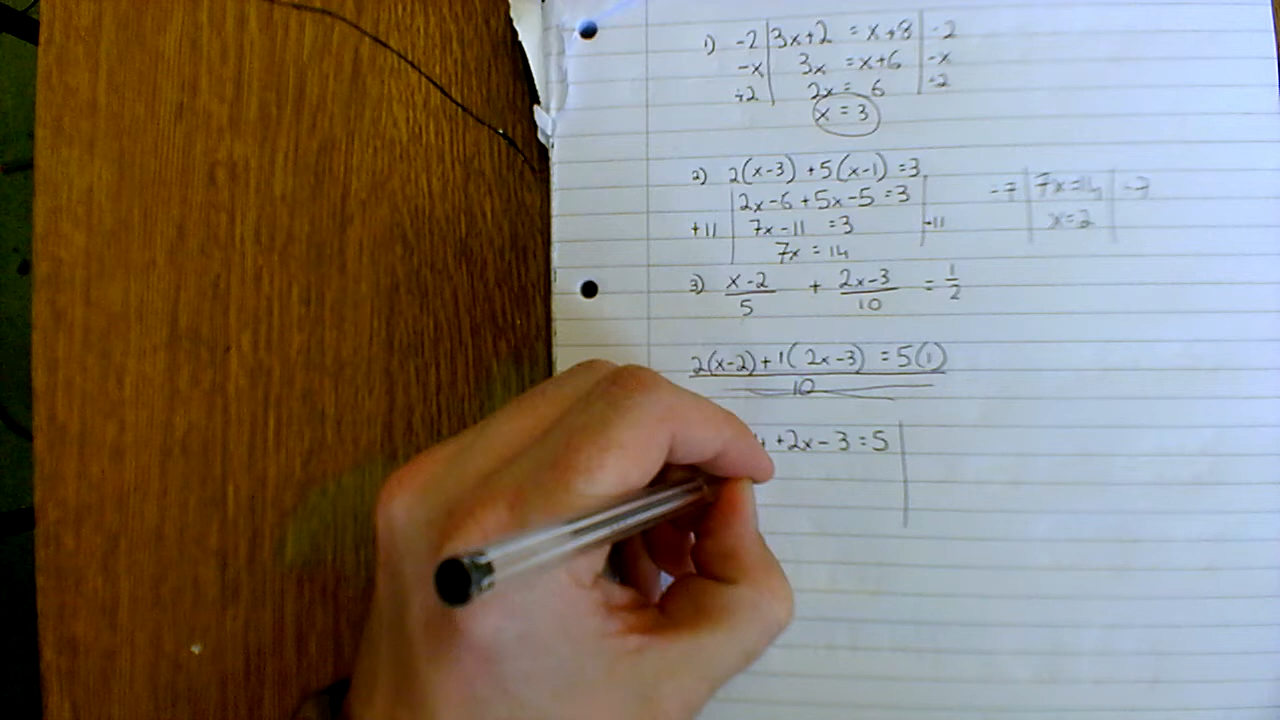 1) -2 | 3x+2 = x+8 | -2
-x | 3x = x+6 | -x
÷2 | 2x = 6 | ÷2
x = 3
2) 2(x-3) + 5(x-1) = 3
2x-6 + 5x-5 = 3
+11 | 7x-11 = 3 | +11
7x = 14
÷7 | 7x=14 | ÷7
x=2
3) x-2/5 + 2x-3/10 = 1/2
2(x-2)+1(2x-3) = 5(1)
10
+2x-3=5